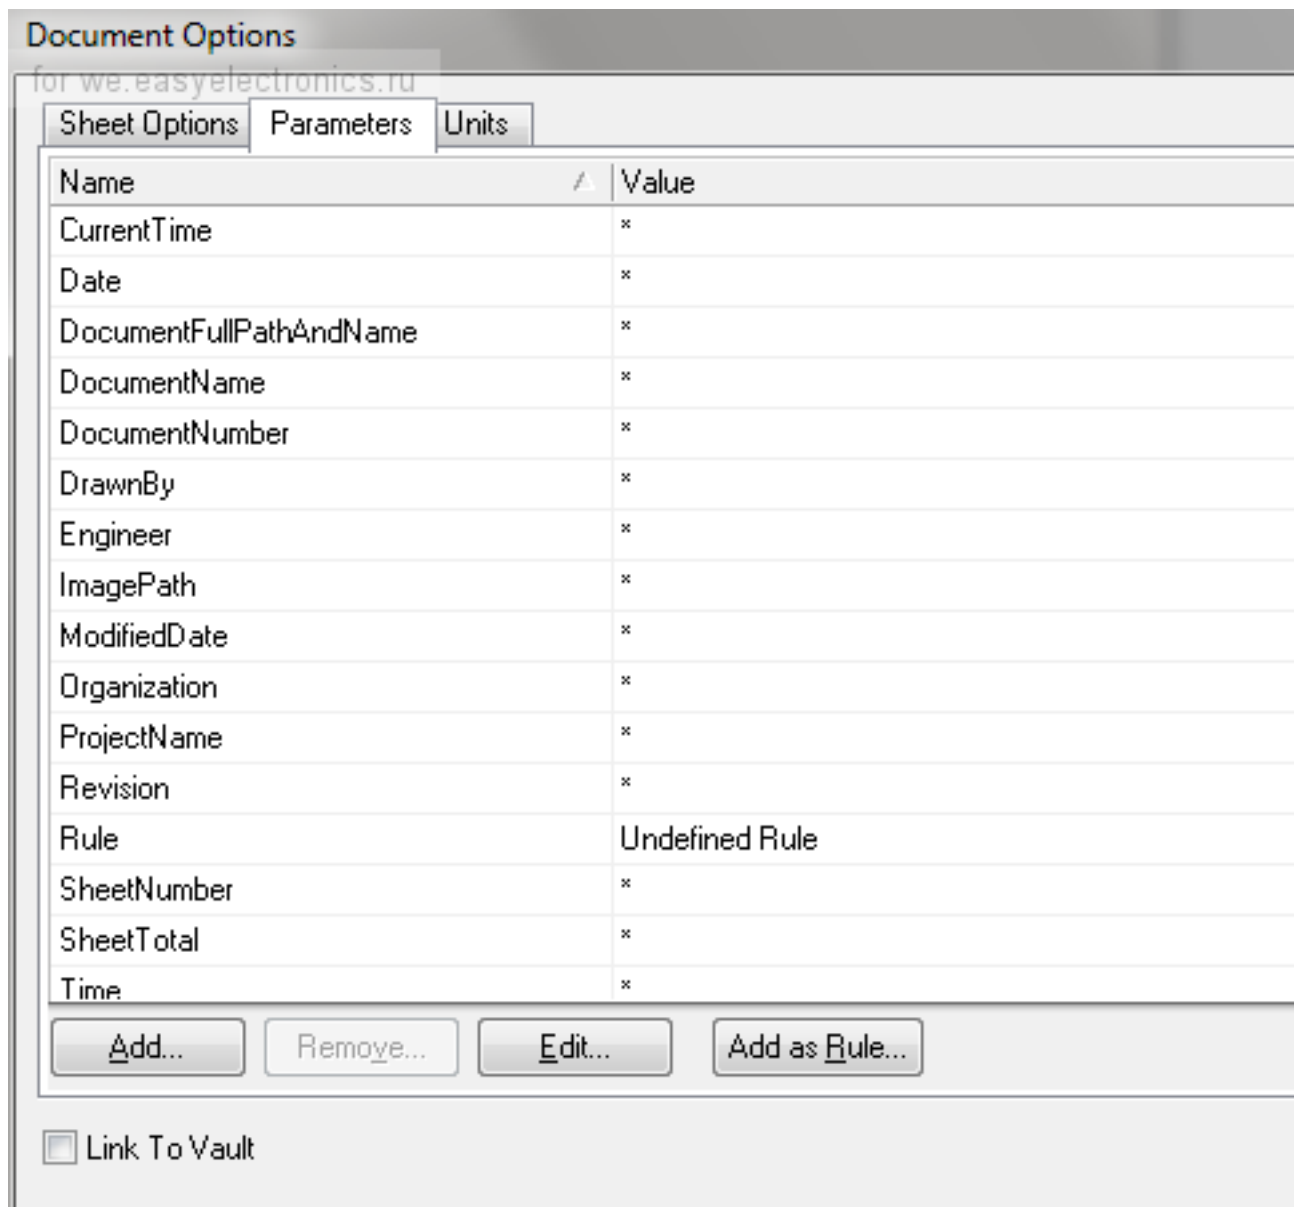 Document Options
for we.easyelectronics.ru
Sheet Options Parameters Units
Name Value
CurrentTime *
Date *
DocumentFullPathAndName *
DocumentName *
DocumentNumber *
DrawnBy *
Engineer *
ImagePath *
ModifiedDate *
Organization *
ProjectName *
Revision *
Rule Undefined Rule
SheetNumber *
SheetTotal *
Time *
Add... Remove... Edit... Add as Rule...
Link To Vault